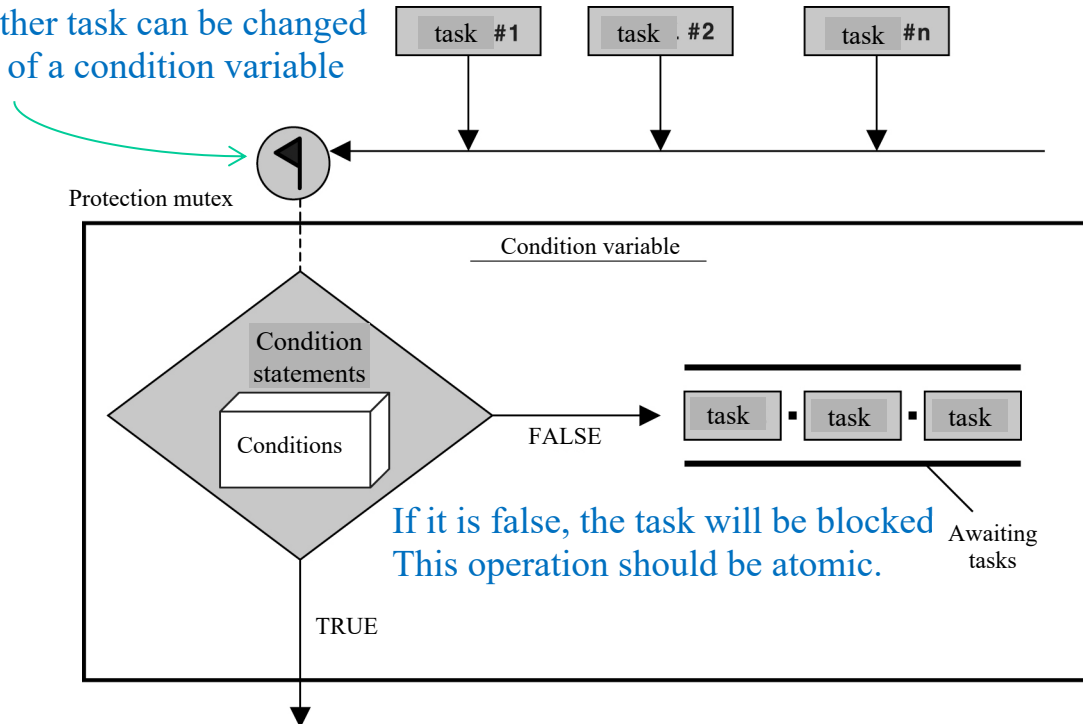 ther task can be changed
of a condition variable
task #1
task . #2
task #n
Protection mutex
Condition variable
Condition
statements
Conditions
FALSE
task
task
task
If it is false, the task will be blocked
This operation should be atomic.
Awaiting
tasks
TRUE